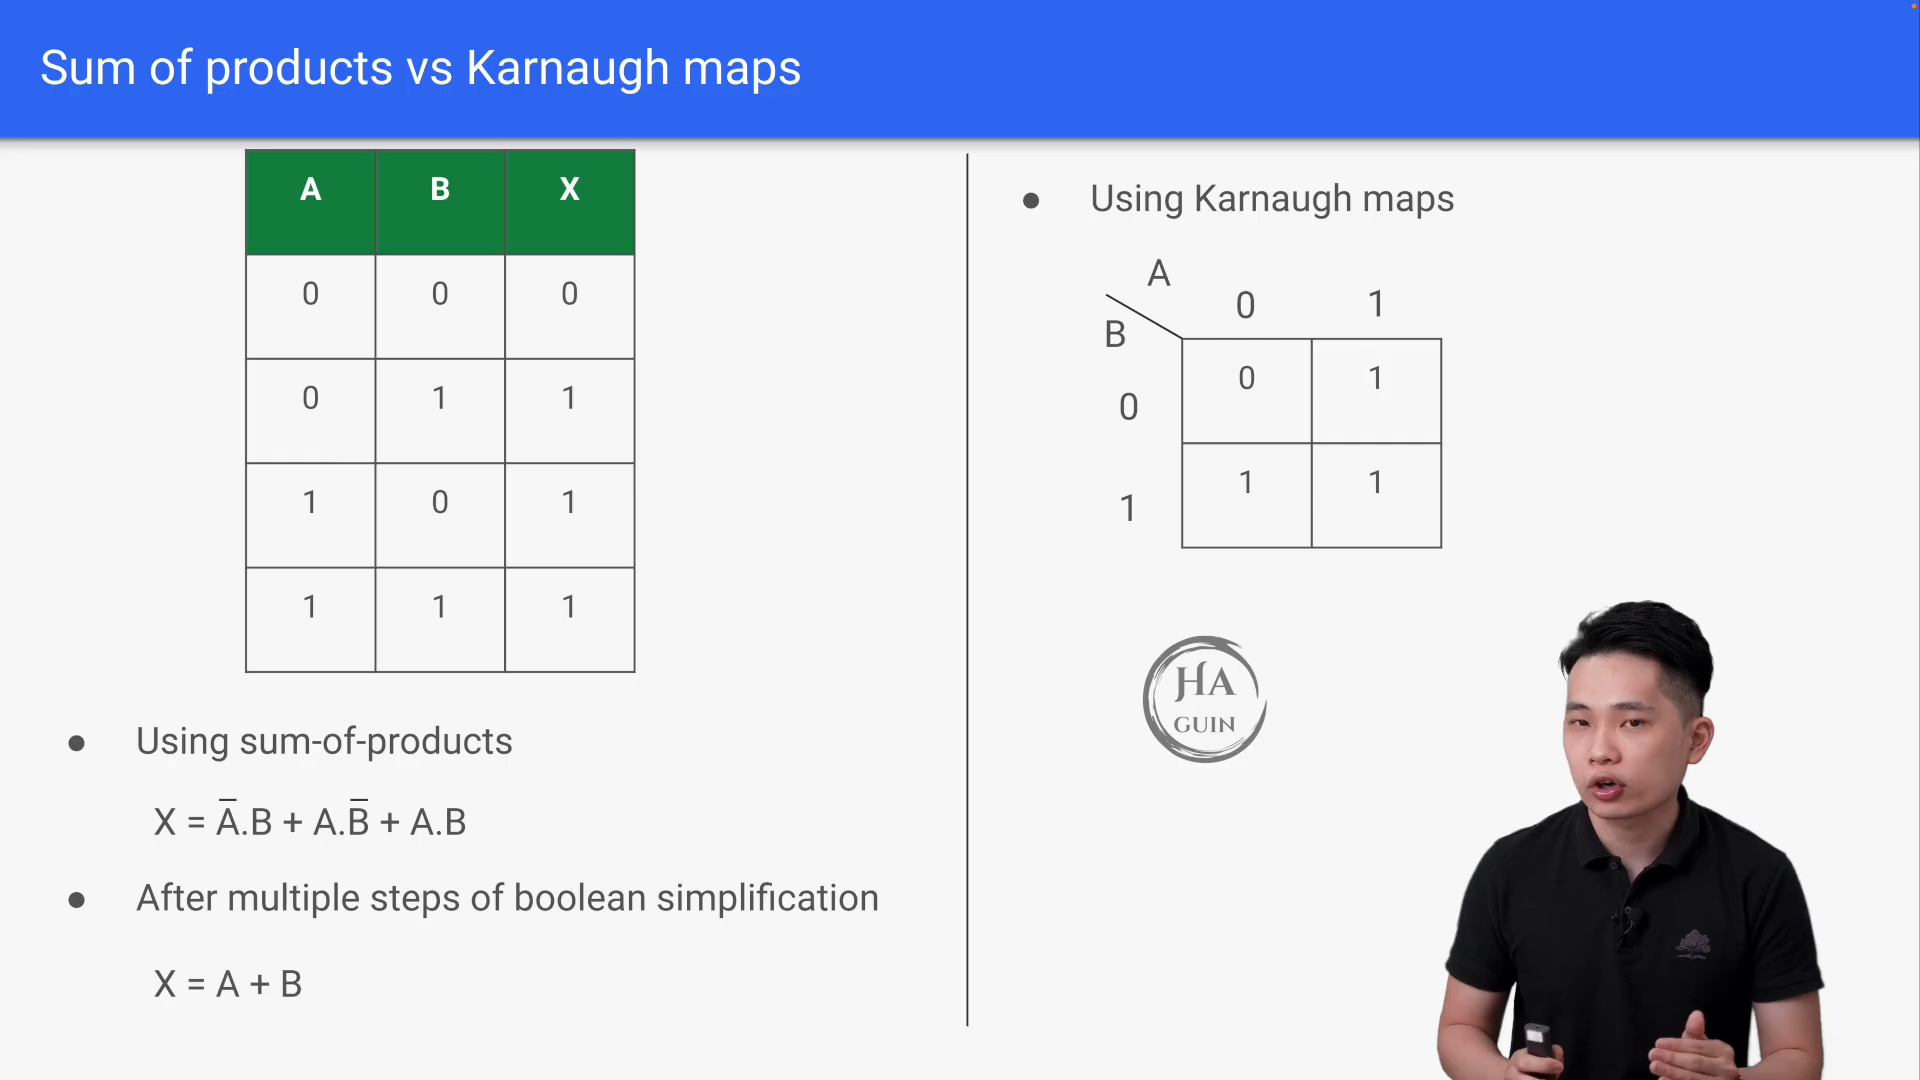 Sum of products vs Karnaugh maps
A B X
0 0 0
0 1 1
1 0 1
1 1 1
● Using sum-of-products
X = A̅.B + A.B̅ + A.B
● After multiple steps of boolean simplification
X = A + B
● Using Karnaugh maps
A
0 1
B
0 0 1
1 1 1
HA
GUIN